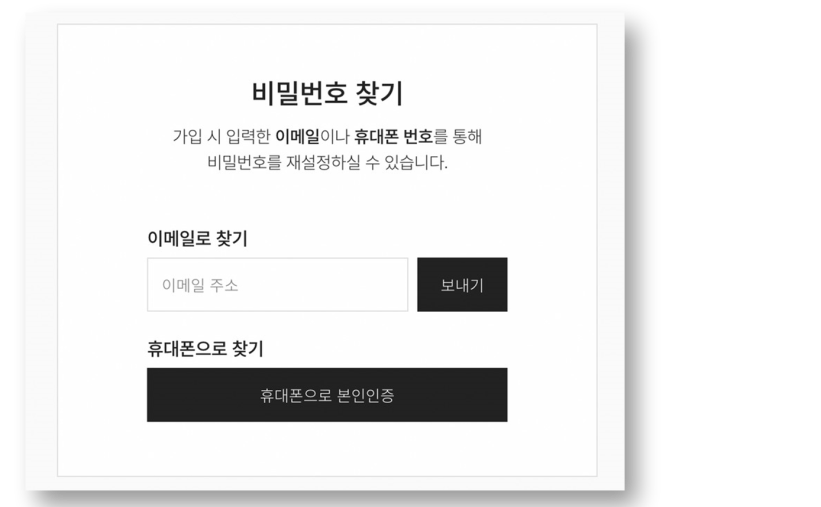 비밀번호 찾기
가입 시 입력한 이메일이나 휴대폰 번호를 통해
비밀번호를 재설정하실 수 있습니다.
이메일로 찾기
이메일 주소
보내기
휴대폰으로 찾기
휴대폰으로 본인인증